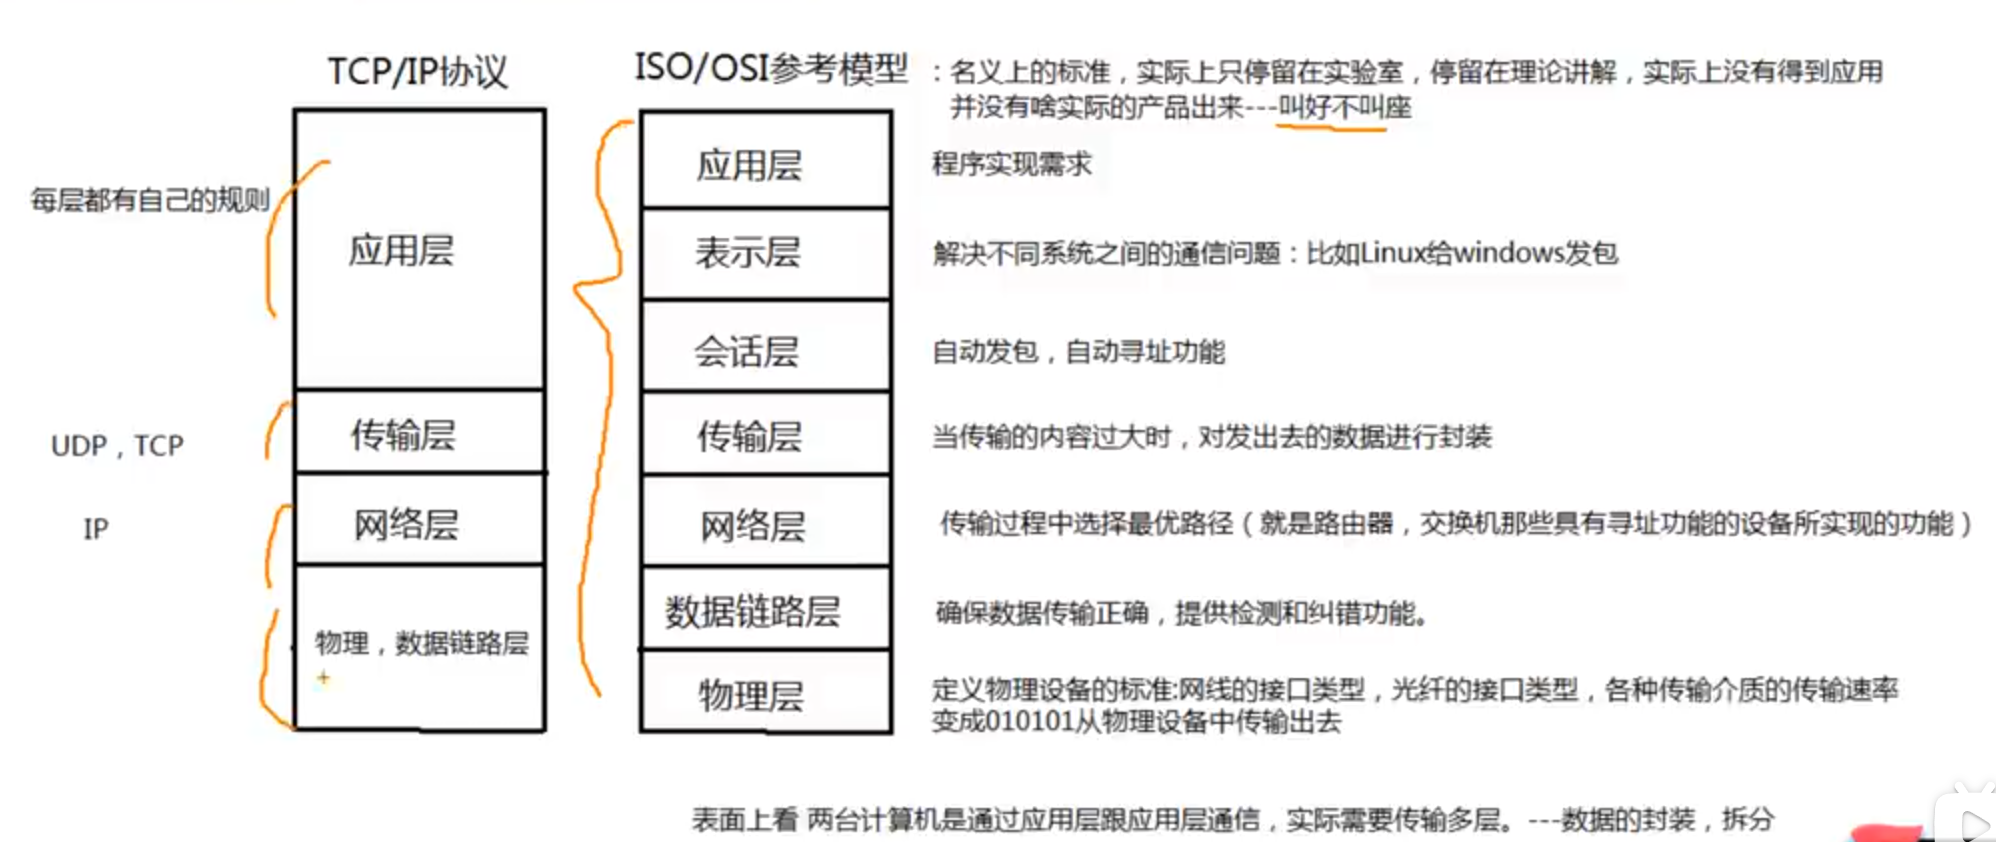 TCP/IP协议
ISO/OSI参考模型
：名义上的标准，实际上只停留在实验室，停留在理论讲解，实际上没有得到应用
并没有啥实际的产品出来---叫好不叫座
每层都有自己的规则
应用层
UDP，TCP
传输层
IP
网络层
物理，数据链路层
应用层
程序实现需求
表示层
解决不同系统之间的通信问题：比如Linux给windows发包
会话层
自动发包，自动寻址功能
传输层
当传输的内容过大时，对发出去的数据进行封装
网络层
传输过程中选择最优路径（就是路由器，交换机那些具有寻址功能的设备所实现的功能）
数据链路层
确保数据传输正确，提供检测和纠错功能。
物理层
定义物理设备的标准:网线的接口类型，光纤的接口类型，各种传输介质的传输速率
变成010101从物理设备中传输出去
表面上看 两台计算机是通过应用层跟应用层通信，实际需要传输多层。---数据的封装，拆分